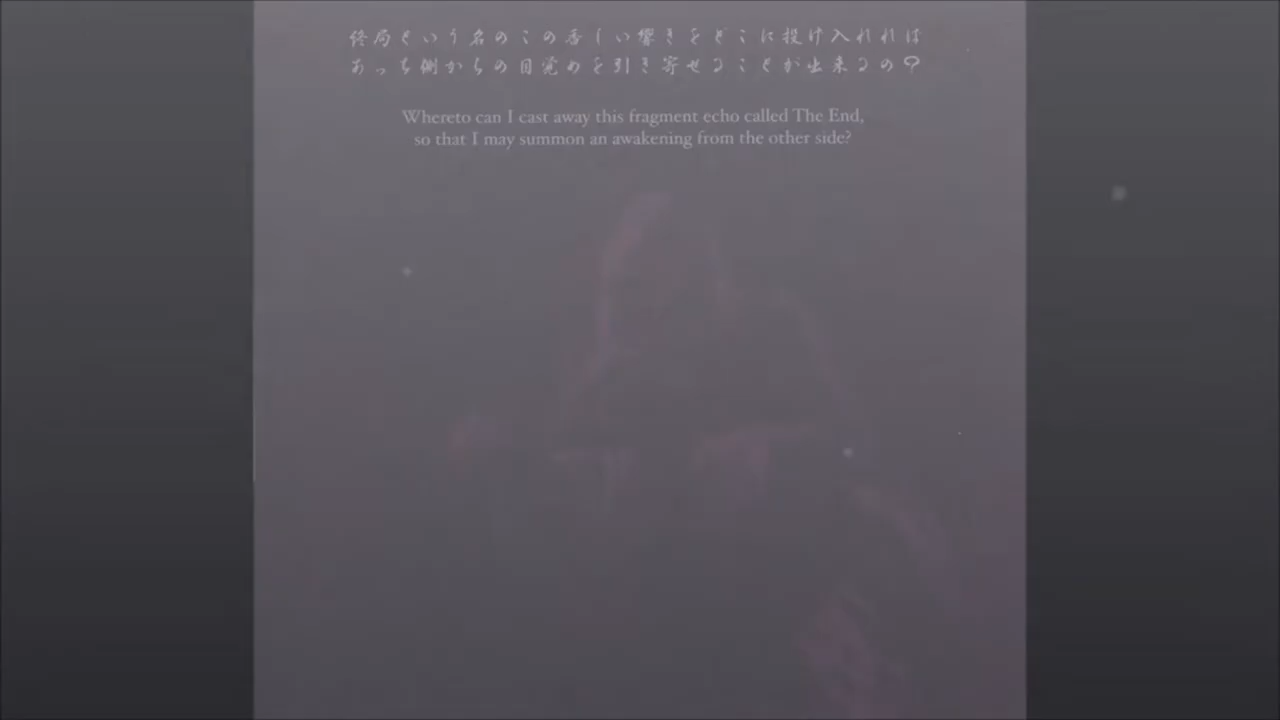 終局という名のこの香しい響きをどこに投げ入れれば
あっち側からの目覚めを引き寄せることが出来るの？
Whereto can I cast away this fragment echo called The End,
so that I may summon an awakening from the other side?